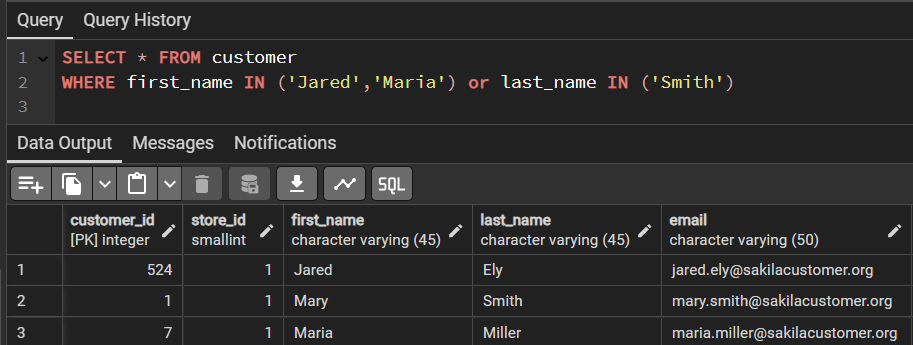 Query Query History
1 SELECT * FROM customer
2 WHERE first_name IN ('Jared','Maria') or last_name IN ('Smith')
3
Data Output Messages Notifications
SQL
customer_id store_id first_name last_name email
[PK] integer smallint character varying (45) character varying (45) character varying (50)
1 524 1 Jared Ely jared.ely@sakilacustomer.org
2 1 1 Mary Smith mary.smith@sakilacustomer.org
3 7 1 Maria Miller maria.miller@sakilacustomer.org